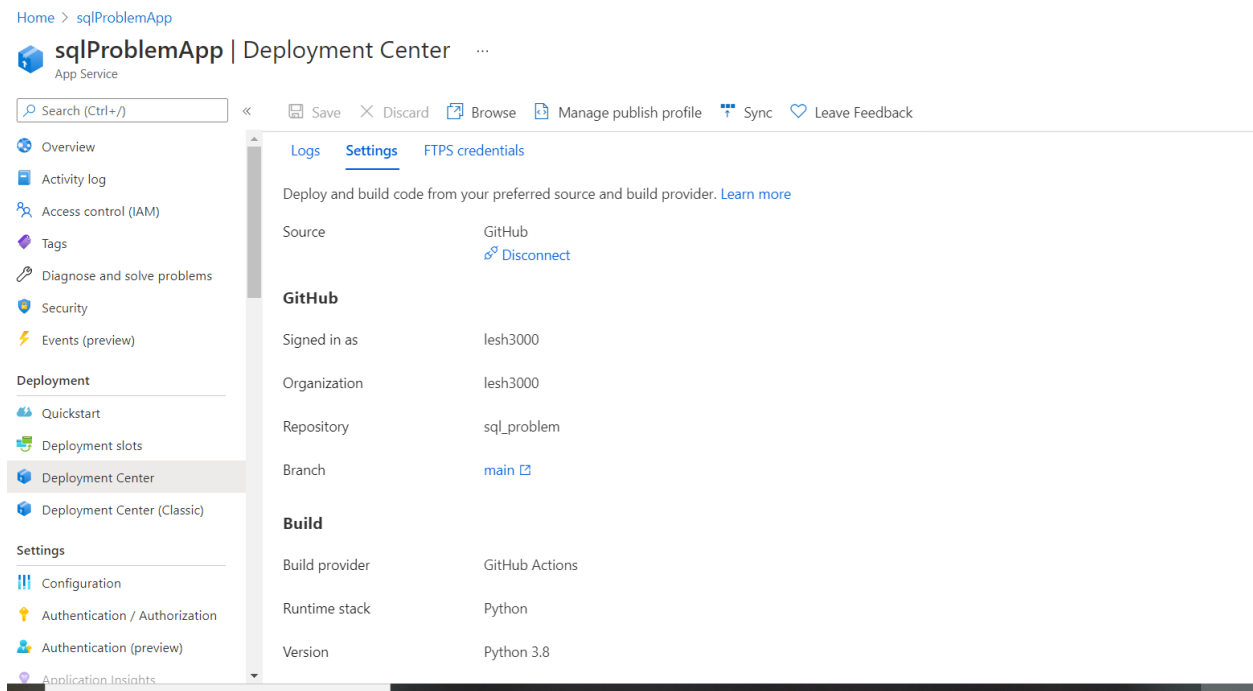 Home > sqlProblemApp
sqlProblemApp | Deployment Center ...
App Service
Search (Ctrl+/)
«
Overview
Activity log
Access control (IAM)
Tags
Diagnose and solve problems
Security
Events (preview)
Deployment
Quickstart
Deployment slots
Deployment Center
Deployment Center (Classic)
Settings
Configuration
Authentication / Authorization
Authentication (preview)
Application Insights
Save Discard Browse Manage publish profile Sync Leave Feedback
Logs Settings FTPS credentials
Deploy and build code from your preferred source and build provider. Learn more
Source GitHub
Disconnect
GitHub
Signed in as lesh3000
Organization lesh3000
Repository sql_problem
Branch main
Build
Build provider GitHub Actions
Runtime stack Python
Version Python 3.8